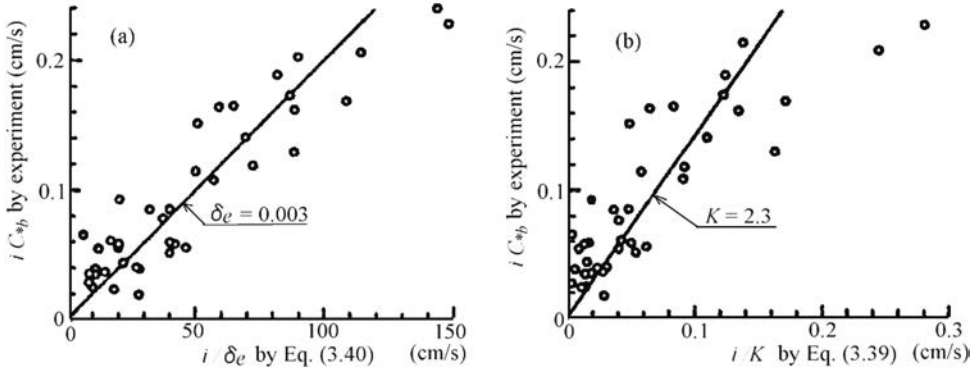 (a)
i C*b by experiment (cm/s)
0.2
0.1
0
δe = 0.003
0 50 100 150
i/δe by Eq. (3.40) (cm/s)
(b)
i C*b by experiment (cm/s)
0.2
0.1
0
K = 2.3
0 0.1 0.2 0.3
i/K by Eq. (3.39) (cm/s)